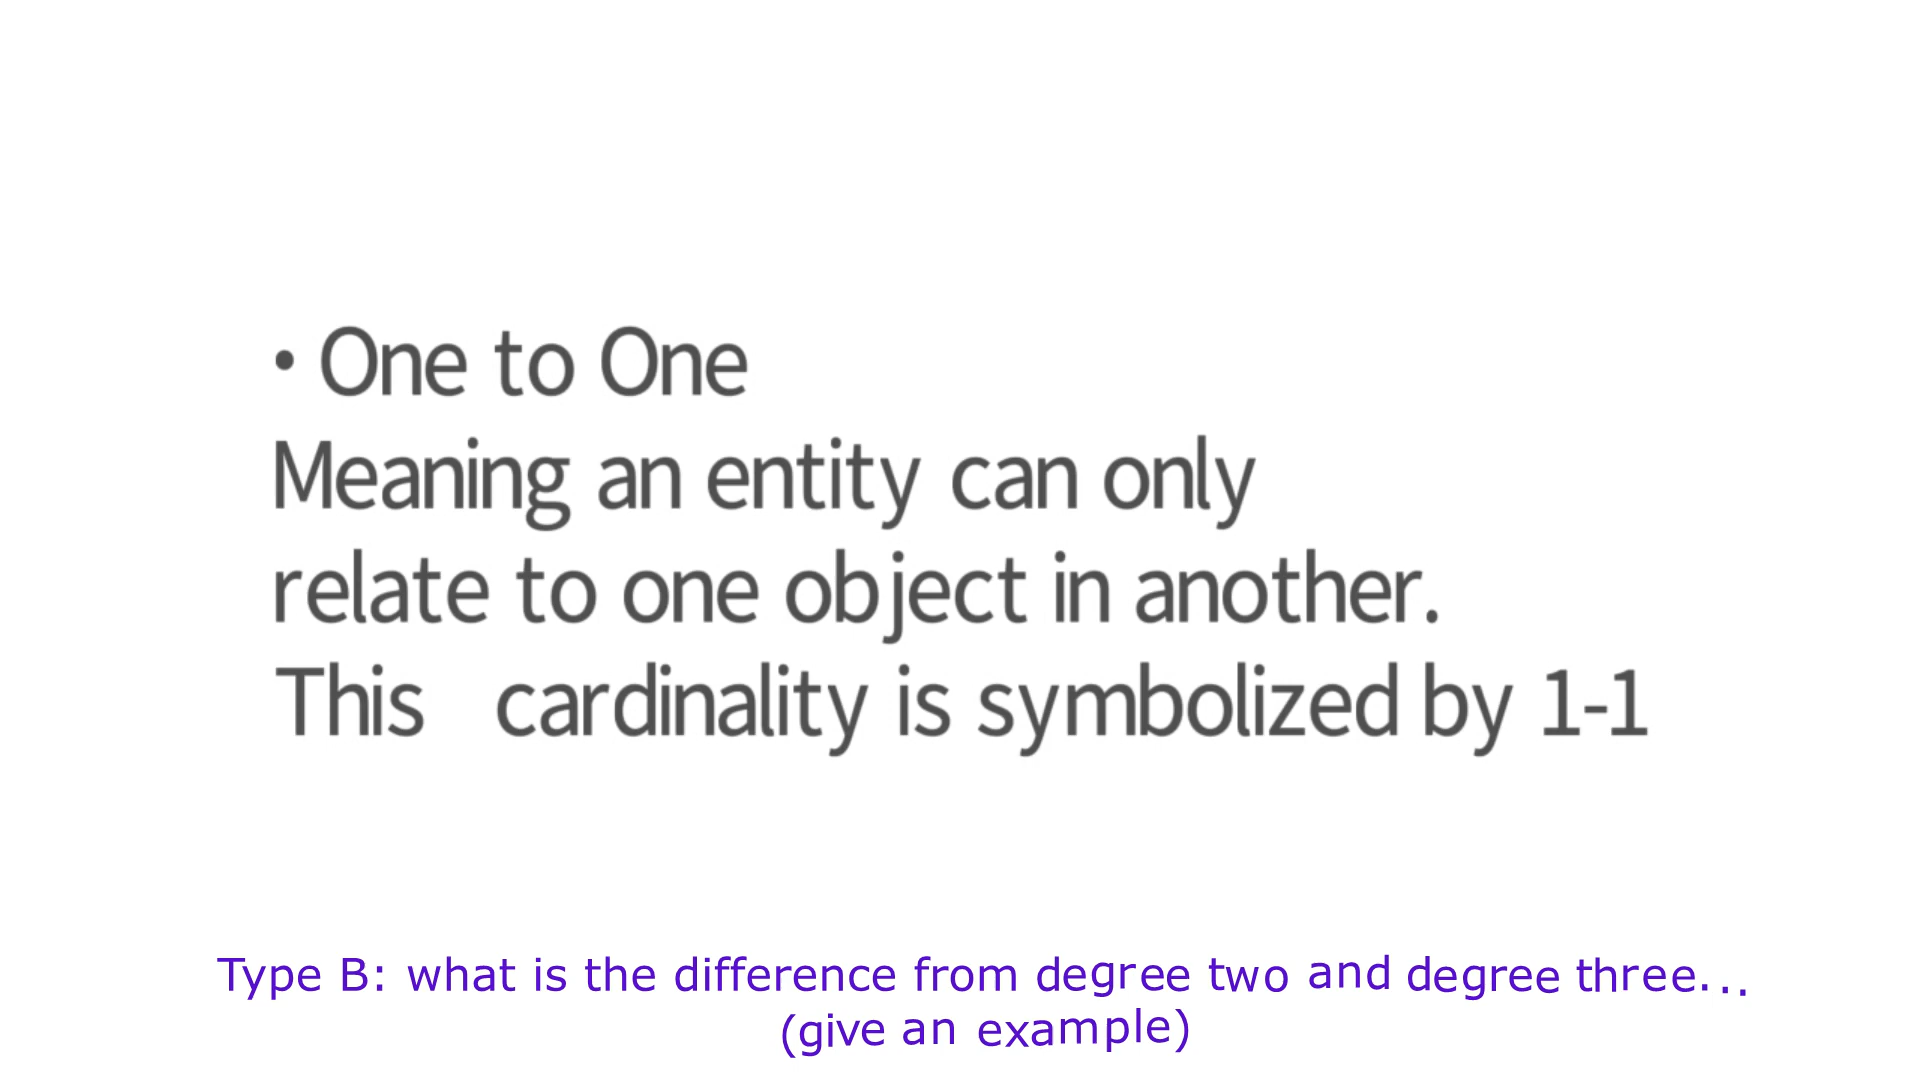 • One to One
Meaning an entity can only
relate to one object in another.
This cardinality is symbolized by 1-1
Type B: what is the difference from degree two and degree three...
(give an example)